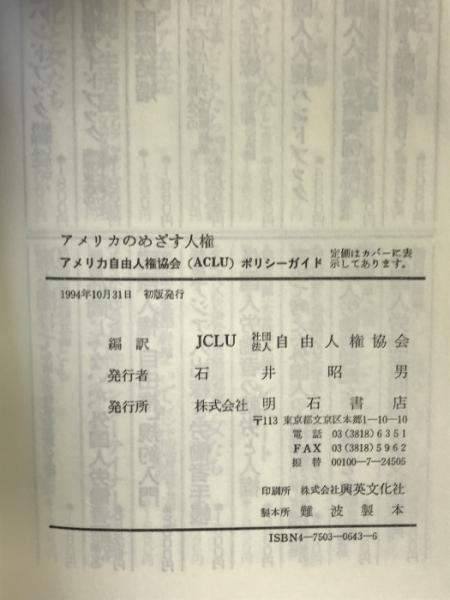 アメリカのめざす人権
アメリカ自由人権協会（ACLU）ポリシーガイド 定価はカバーに表示してあります。
1994年10月31日 初版発行
編訳 JCLU 社団法人 自由人権協会
発行者 石井昭男
発行所 株式会社 明石書店
〒113 東京都文京区本郷1―10―10
電話 03(3818)6351
FAX 03(3818)5962
振替 00100―7―24505
印刷所 株式会社 興英文化社
製本所 難波製本
ISBN4―7503―0643―6